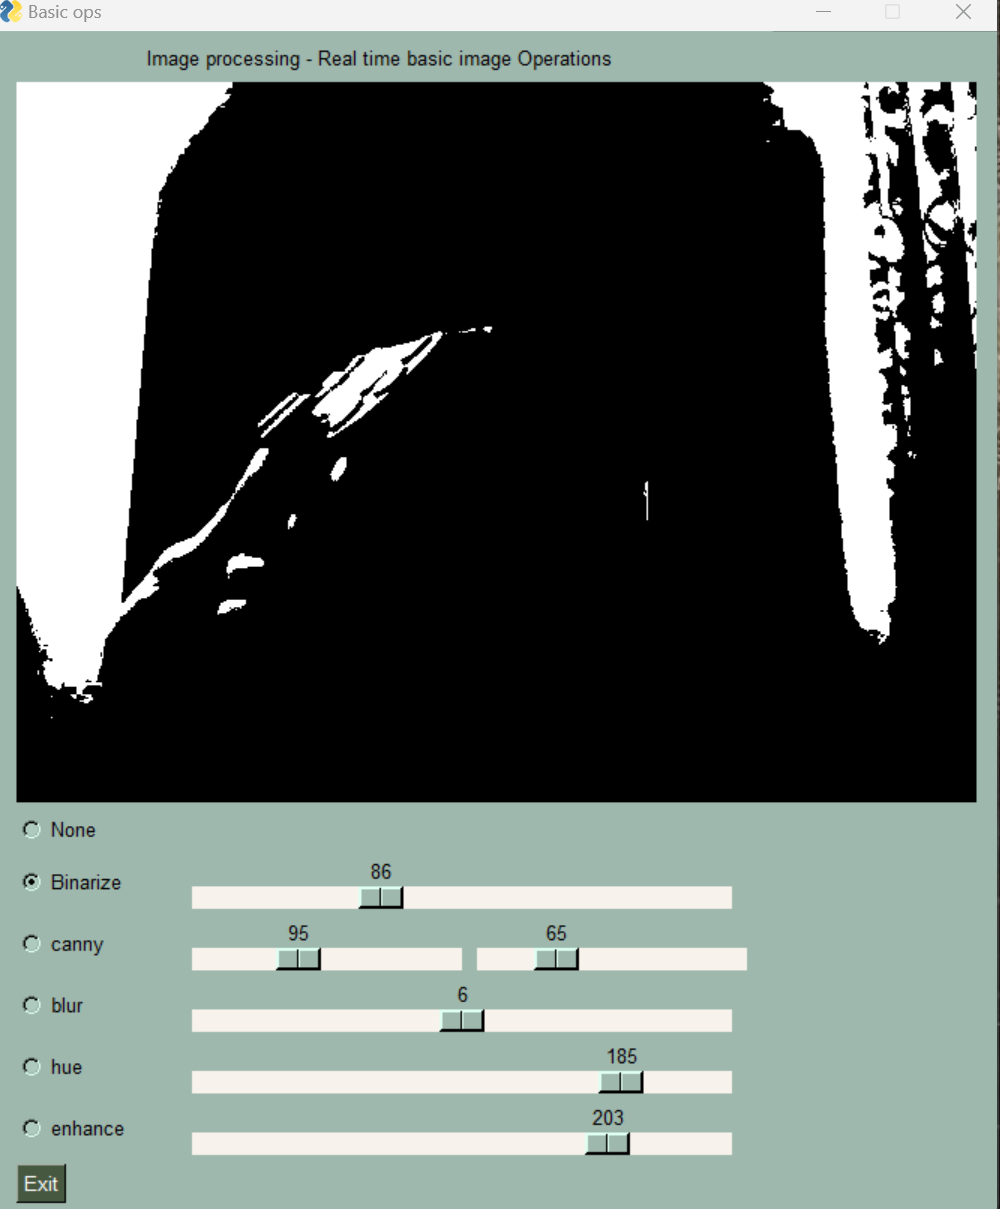 Basic ops
Image processing - Real time basic image Operations
None
86
Binarize
95 65
canny
6
blur
185
hue
203
enhance
Exit